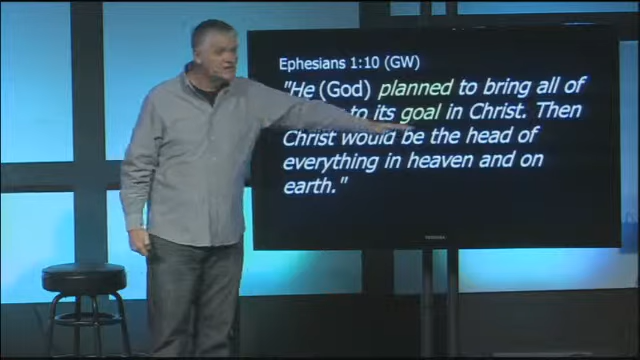 Ephesians 1:10 (GW)
"He (God) planned to bring all of
to its goal in Christ. Then
Christ would be the head of
everything in heaven and on
earth."
TOSHIBA